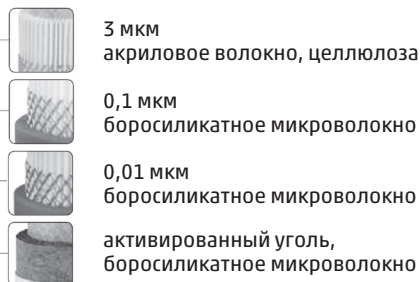 3 мкм
акриловое волокно, целлюлоза
0,1 мкм
боросиликатное микроволокно
0,01 мкм
боросиликатное микроволокно
активированный уголь,
боросиликатное микроволокно